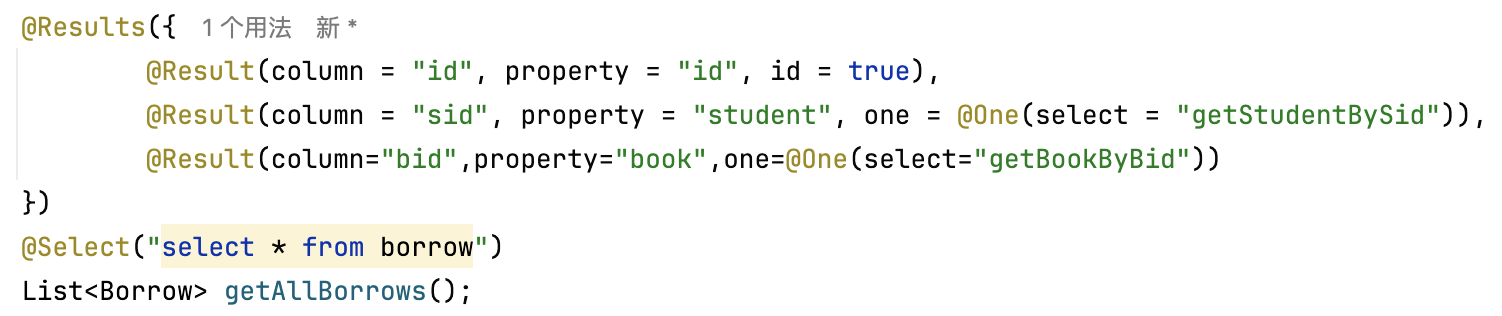 @Results({ 1 个用法 新 *
        @Result(column = "id", property = "id", id = true),
        @Result(column = "sid", property = "student", one = @One(select = "getStudentBySid")),
        @Result(column="bid",property="book",one=@One(select="getBookByBid"))
})
@Select("select * from borrow")
List<Borrow> getAllBorrows();